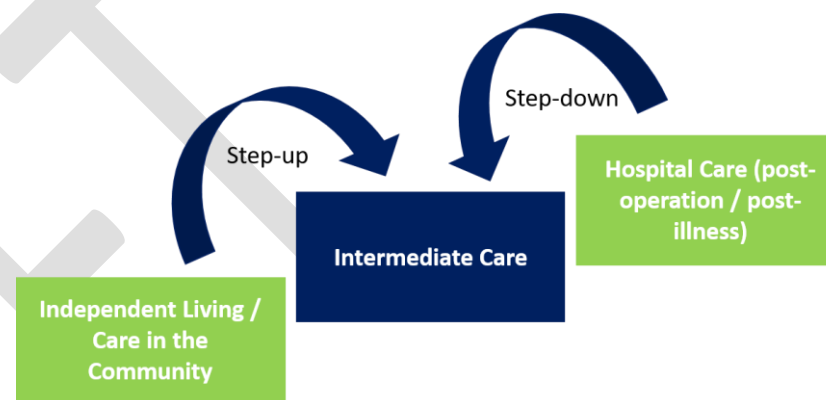 Step-down
Step-up
Hospital Care (post-
operation / post-
illness)
Intermediate Care
Independent Living /
Care in the
Community